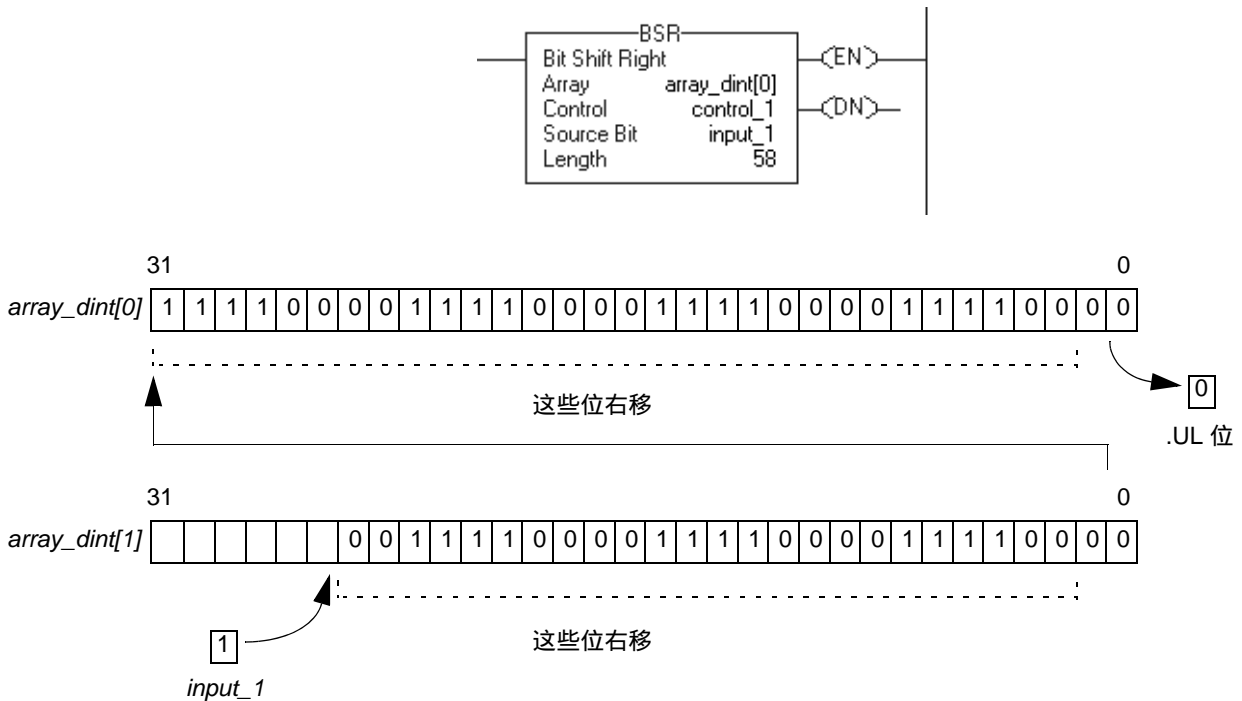 BSR
Bit Shift Right
Array array_dint[0]
Control control_1
Source Bit input_1
Length 58
EN
DN
31 0
array_dint[0] 1 1 1 1 0 0 0 0 1 1 1 1 0 0 0 0 1 1 1 1 0 0 0 0 1 1 1 1 0 0 0 0
这些位右移
0
.UL 位
31 0
array_dint[1] 0 0 1 1 1 1 0 0 0 0 1 1 1 1 0 0 0 0 1 1 1 1 0 0 0 0
1
这些位右移
input_1